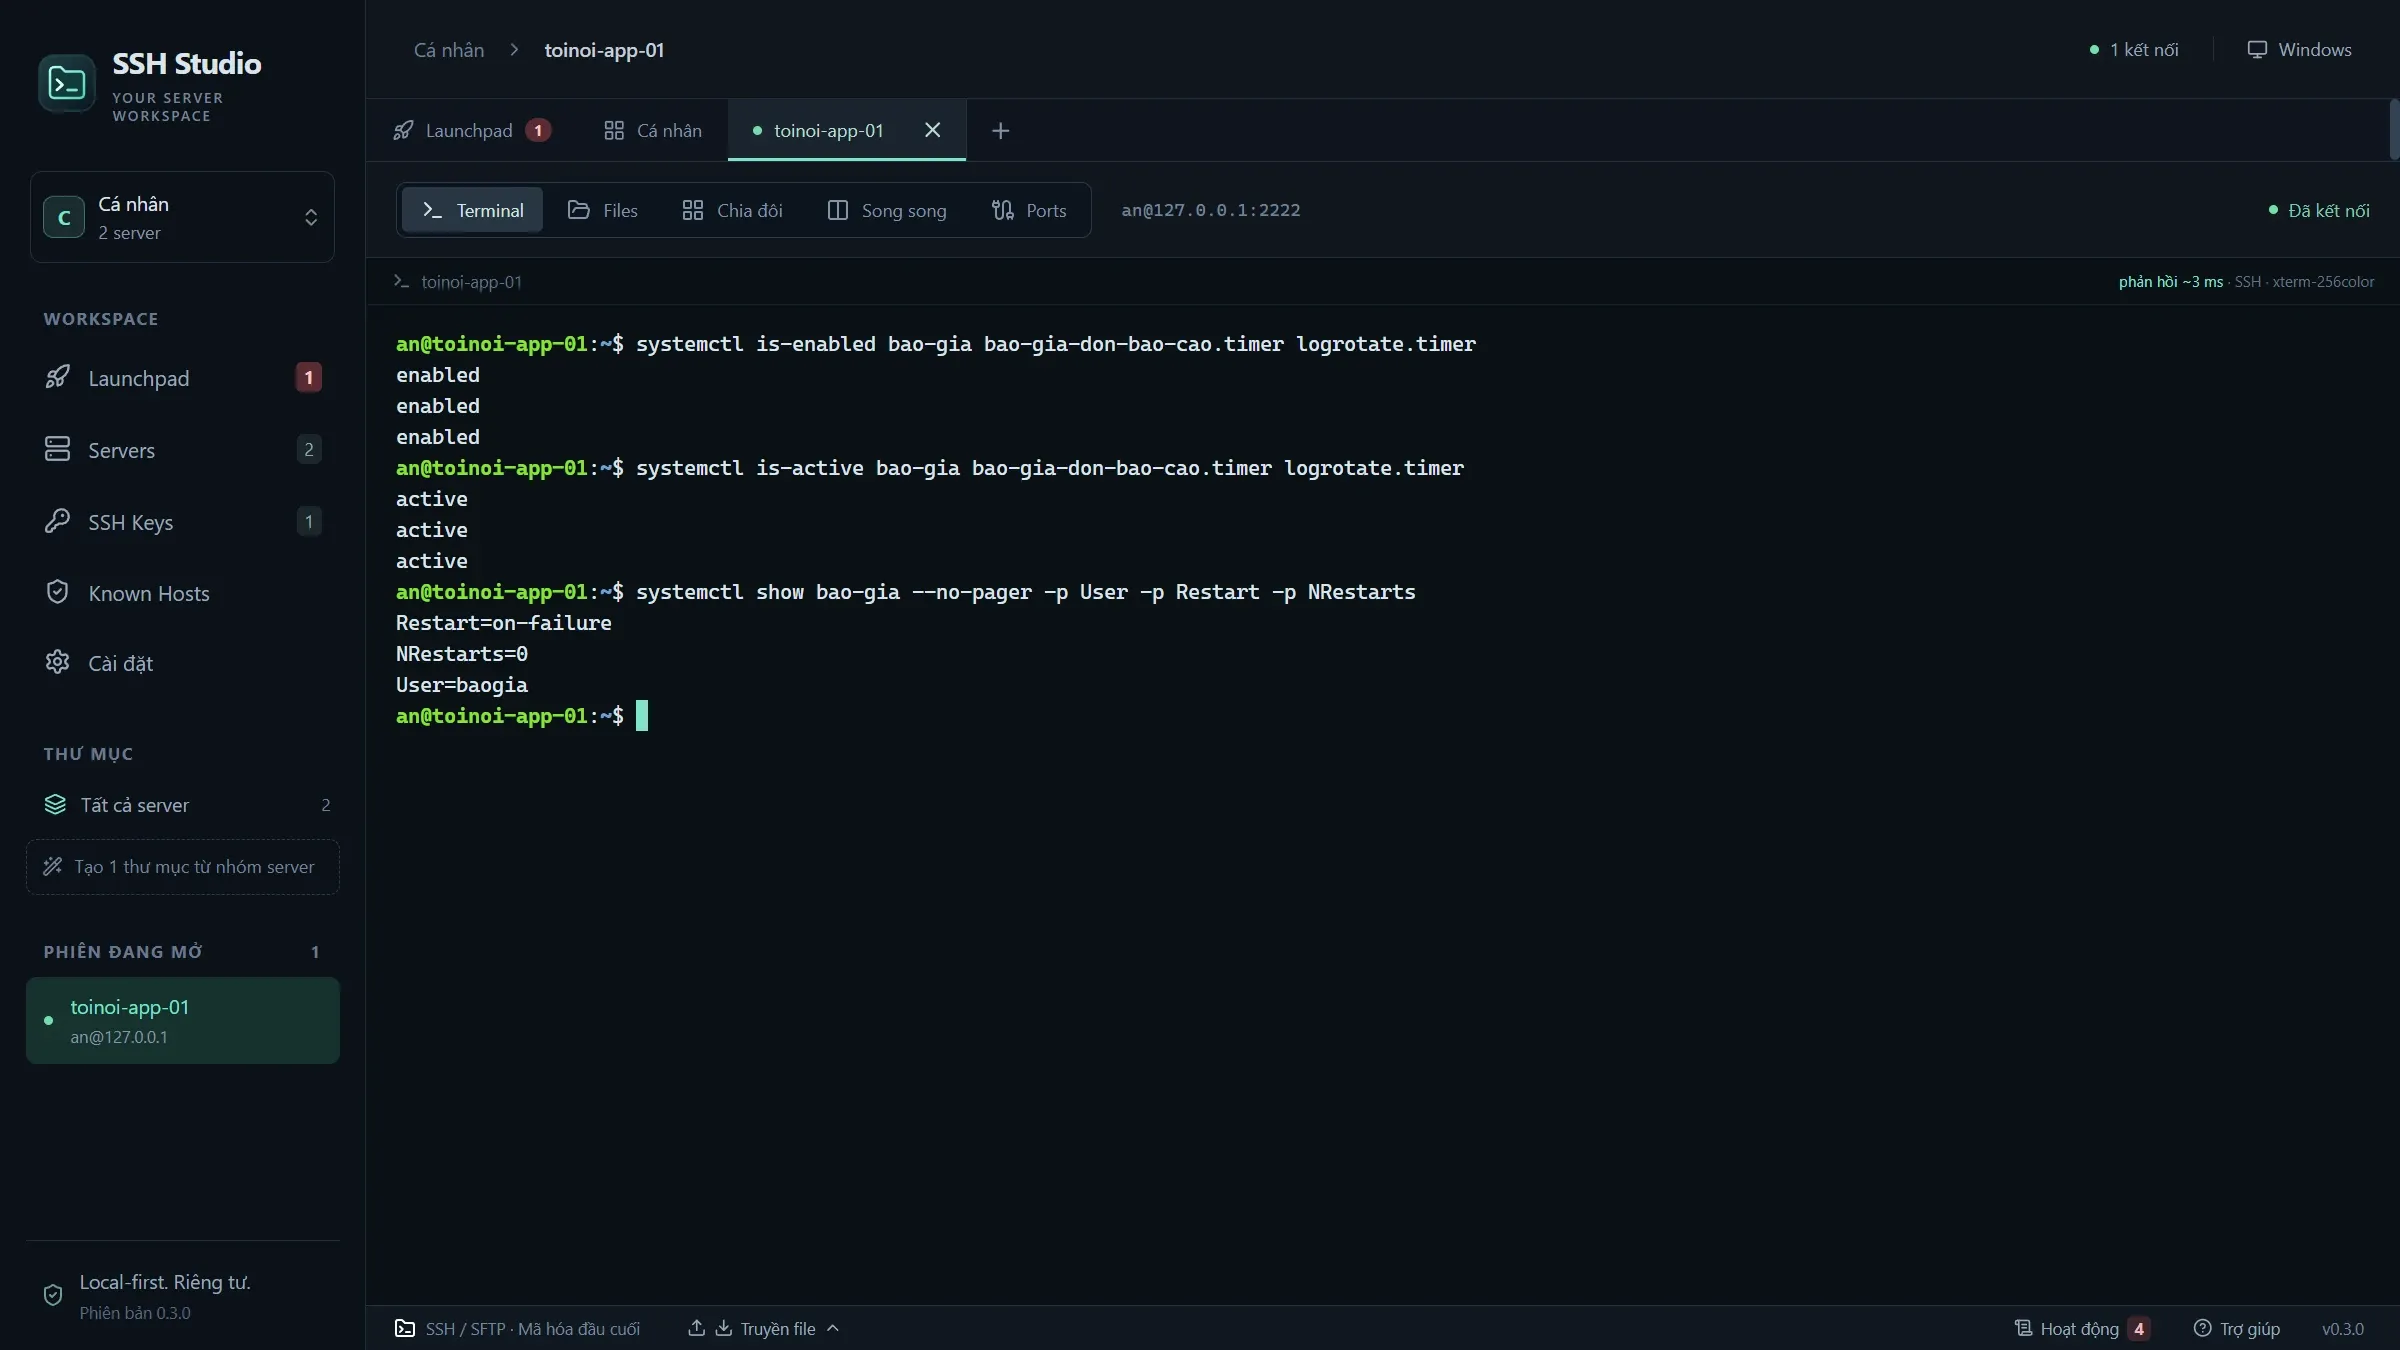 SSH Studio
YOUR SERVER
WORKSPACE
C
Cá nhân
2 server
WORKSPACE
Launchpad 1
Servers 2
SSH Keys 1
Known Hosts
Cài đặt
THƯ MỤC
Tất cả server 2
Tạo 1 thư mục từ nhóm server
PHIÊN ĐANG MỞ 1
toinoi-app-01
an@127.0.0.1
Local-first. Riêng tư.
Phiên bản 0.3.0
Cá nhân > toinoi-app-01
1 kết nối
Windows
Launchpad 1
Cá nhân
toinoi-app-01
Terminal
Files
Chia đôi
Song song
Ports
an@127.0.0.1:2222
Đã kết nối
toinoi-app-01
phản hồi ~3 ms · SSH · xterm-256color
an@toinoi-app-01:~$ systemctl is-enabled bao-gia bao-gia-don-bao-cao.timer logrotate.timer
enabled
enabled
enabled
an@toinoi-app-01:~$ systemctl is-active bao-gia bao-gia-don-bao-cao.timer logrotate.timer
active
active
active
an@toinoi-app-01:~$ systemctl show bao-gia --no-pager -p User -p Restart -p NRestarts
Restart=on-failure
NRestarts=0
User=baogia
an@toinoi-app-01:~$
SSH / SFTP · Mã hóa đầu cuối
Truyền file
Hoạt động 4
Trợ giúp
v0.3.0